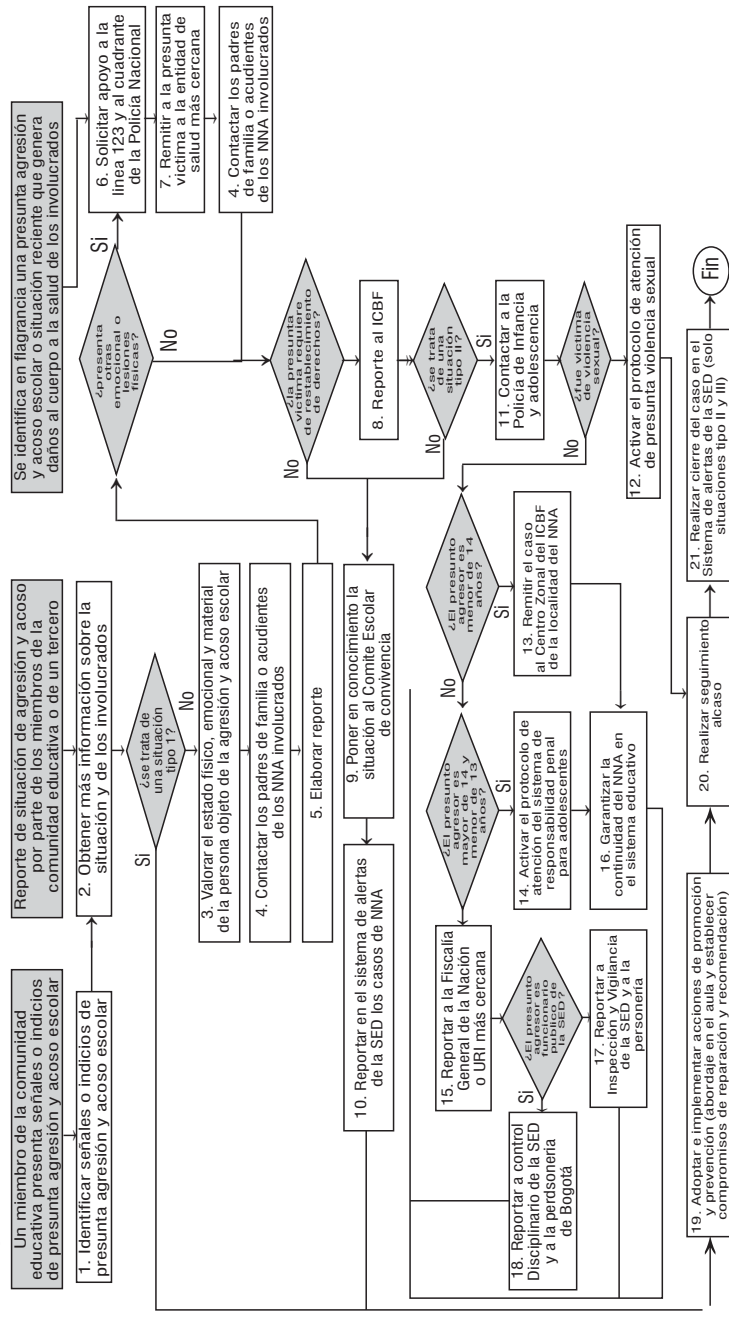 Un miembro de la comunidad
educativa presenta señales o indicios
de presunta agresión y acoso escolar
Reporte de situación de agresión y acoso
por parte de los miembros de la
comunidad educativa o de un tercero
Se identifica en flagrancia una presunta agresión
y acoso escolar o situación reciente que genera
daños al cuerpo a la salud de los involucrados
1. Identificar señales o indicios de
presunta agresión y acoso escolar
2. Obtener más información sobre la
situación y de los involucrados
¿se trata de
una situación
tipo 1?
Si
No
3. Valorar el estado físico, emocional y material
de la persona objeto de la agresión y acoso escolar
4. Contactar los padres de familia o acudientes
de los NNA involucrados
5. Elaborar reporte
¿presenta
otras
emocional o
lesiones
físicas?
Si
No
6. Solicitar apoyo a la
línea 123 y al cuadrante
de la Policía Nacional
7. Remitir a la presunta
victima a la entidad de
salud más cercana
4. Contactar los padres
de familia o acudientes
de los NNA involucrados
¿la presunta
victima requiere
de restablecimiento
de derechos?
No
8. Reporte al ICBF
¿se trata
de una
situación
tipo II?
No
Si
9. Poner en conocimiento la
situación al Comite Escolar
de convivencia
10. Reportar en el sistema de alertas
de la SED los casos de NNA
11. Contactar a la
Policía de Infancia
y adolescencia
¿fue victima
de violencia
sexual?
No
12. Activar el protocolo de atención
de presunta violencia sexual
¿El presunto
agresor es
menor de 14
años?
Si
No
13. Remitir el caso
al Centro Zonal del ICBF
de la localidad del NNA
¿El presunto
agresor es
mayor de 14 y
menor de 13
años?
Si
14. Activar el protocolo de
atención del sistema de
responsabilidad penal
para adolescentes
15. Reportar a la Fiscalía
General de la Nación
o URI más cercana
16. Garantizar la
continuidad del NNA en
el sistema educativo
¿El presunto
agresor es
funcionario
publico de
la SED?
Si
17. Reportar a
Inspección y Vigilancia
de la SED y a la
personería
18. Reportar a control
Disciplinario de la SED
y a la perdsoneria
de Bogotá
19. Adoptar e implementar acciones de promoción
y prevención (abordaje en el aula y establecer
compromisos de reparación y recomendación)
20. Realizar seguimiento
alcaso
21. Realizar cierre del caso en el
Sistema de alertas de la SED (solo
situaciones tipo II y III)
Fin